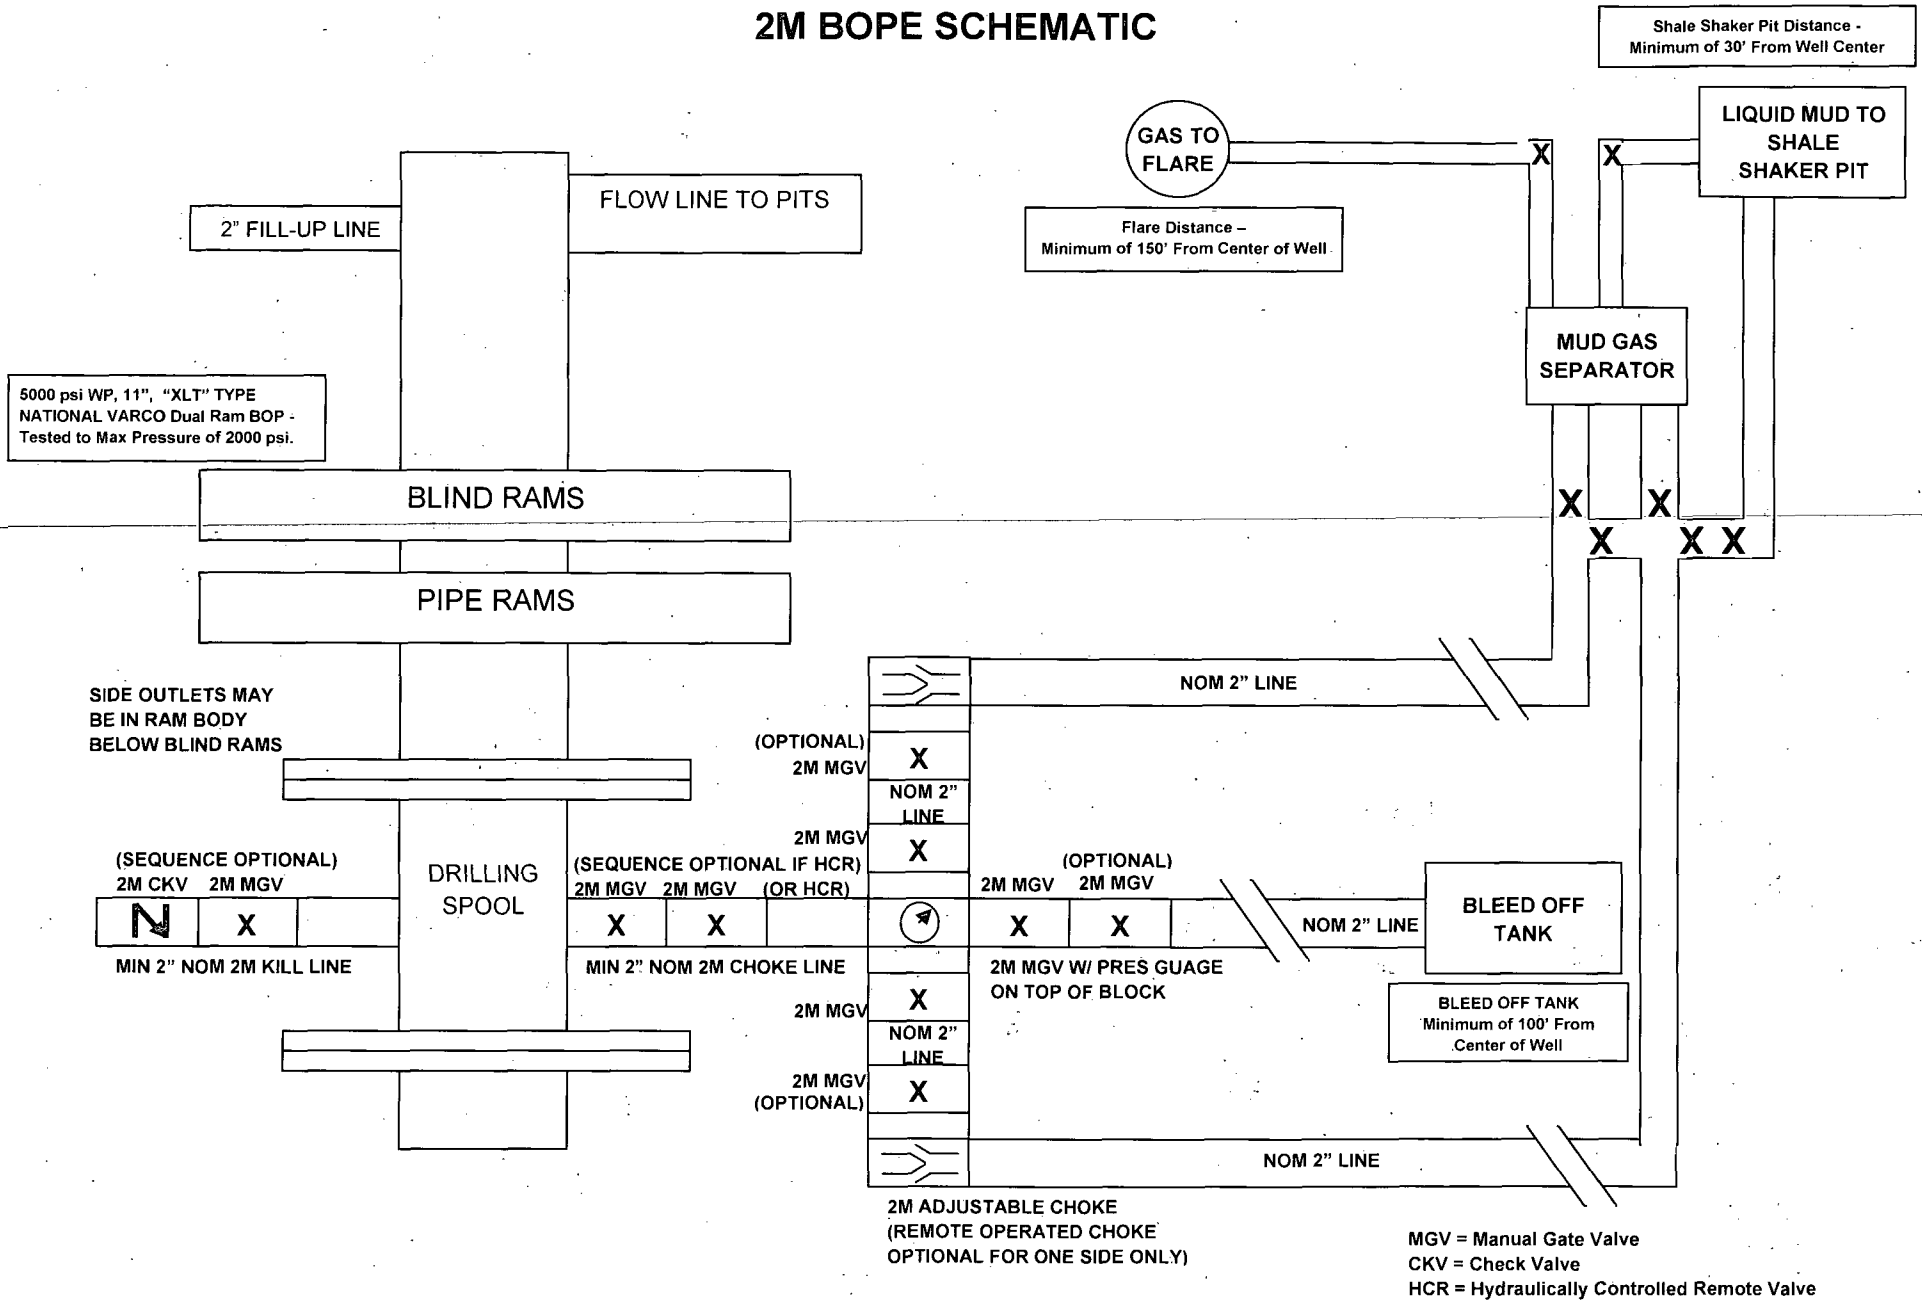 2M BOPE SCHEMATIC
Shale Shaker Pit Distance -
Minimum of 30' From Well Center
GAS TO
FLARE
X
X
LIQUID MUD TO
SHALE
SHAKER PIT
FLOW LINE TO PITS
2" FILL-UP LINE
Flare Distance –
Minimum of 150' From Center of Well
MUD GAS
SEPARATOR
5000 psi WP, 11", "XLT" TYPE
NATIONAL VARCO Dual Ram BOP -
Tested to Max Pressure of 2000 psi.
BLIND RAMS
X
X
X
X X
PIPE RAMS
SIDE OUTLETS MAY
BE IN RAM BODY
BELOW BLIND RAMS
NOM 2" LINE
(OPTIONAL)
2M MGV
X
NOM 2"
LINE
2M MGV
X
(SEQUENCE OPTIONAL)
2M CKV 2M MGV
X
MIN 2" NOM 2M KILL LINE
DRILLING
SPOOL
(SEQUENCE OPTIONAL IF HCR)
2M MGV 2M MGV (OR HCR)
X X
MIN 2" NOM 2M CHOKE LINE
(OPTIONAL)
2M MGV 2M MGV
X X
2M MGV W/ PRES GUAGE
ON TOP OF BLOCK
NOM 2" LINE
BLEED OFF
TANK
BLEED OFF TANK
Minimum of 100' From
Center of Well
2M MGV
X
NOM 2"
LINE
2M MGV
(OPTIONAL)
X
NOM 2" LINE
2M ADJUSTABLE CHOKE
(REMOTE OPERATED CHOKE
OPTIONAL FOR ONE SIDE ONLY)
MGV = Manual Gate Valve
CKV = Check Valve
HCR = Hydraulically Controlled Remote Valve